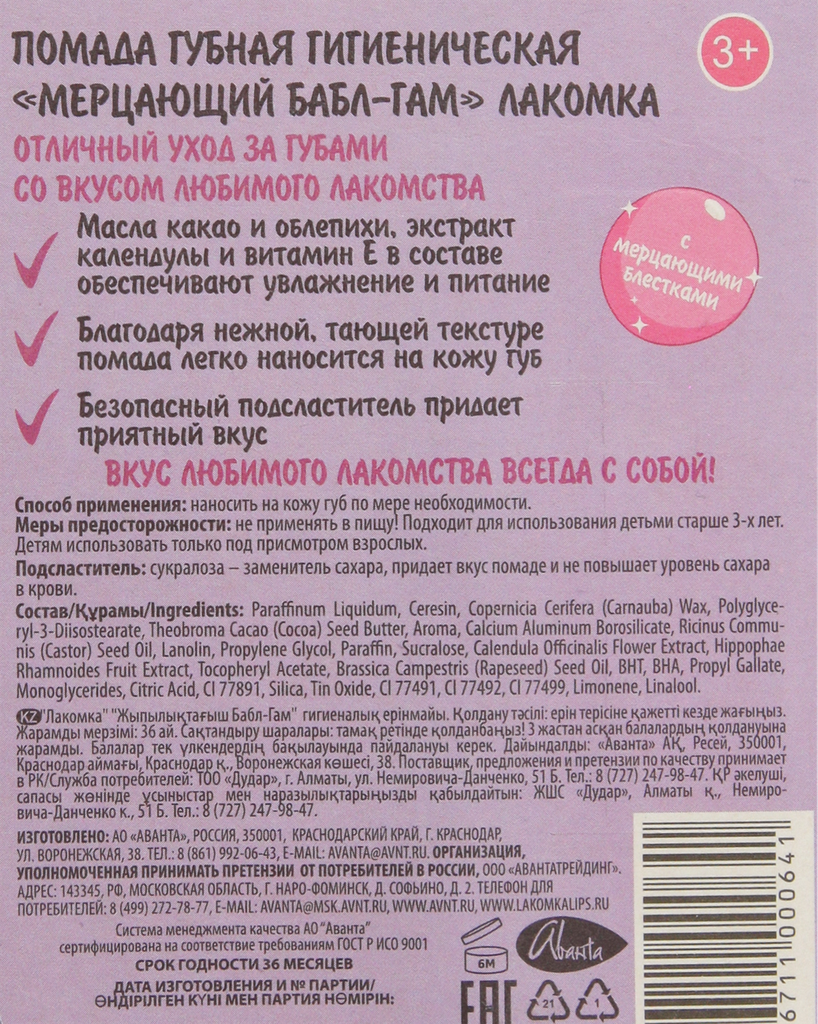 ПОМАДА ГУБНАЯ ГИГИЕНИЧЕСКАЯ
«МЕРЦАЮЩИЙ БАБЛ-ГАМ» ЛАКОМКА
3+
ОТЛИЧНЫЙ УХОД ЗА ГУБАМИ
СО ВКУСОМ ЛЮБИМОГО ЛАКОМСТВА
Масла какао и облепихи, экстракт
календулы и витамин Е в составе
обеспечивают увлажнение и питание
с
мерцающими
блестками
Благодаря нежной, тающей текстуре
помада легко наносится на кожу губ
Безопасный подсластитель придает
приятный вкус
ВКУС ЛЮБИМОГО ЛАКОМСТВА ВСЕГДА С СОБОЙ!
Способ применения: наносить на кожу губ по мере необходимости.
Меры предосторожности: не применять в пищу! Подходит для использования детьми старше 3-х лет.
Детям использовать только под присмотром взрослых.
Подсластитель: сукралоза – заменитель сахара, придает вкус помаде и не повышает уровень сахара
в крови.
Состав/Құрамы/Ingredients: Paraffinum Liquidum, Ceresin, Copernicia Cerifera (Carnauba) Wax, Polyglyce-
ryl-3-Diisostearate, Theobroma Cacao (Cocoa) Seed Butter, Aroma, Calcium Aluminum Borosilicate, Ricinus Commu-
nis (Castor) Seed Oil, Lanolin, Propylene Glycol, Paraffin, Sucralose, Calendula Officinalis Flower Extract, Hippophae
Rhamnoides Fruit Extract, Tocopheryl Acetate, Brassica Campestris (Rapeseed) Seed Oil, BHT, BHA, Propyl Gallate,
Monoglycerides, Citric Acid, CI 77891, Silica, Tin Oxide, CI 77491, CI 77492, CI 77499, Limonene, Linalool.
KZ "Лакомка" "Жыпылықтағыш Бабл-Гам" гигиеналық ерінмайы. Қолдану тәсілі: ерін терісіне қажетті кезде жағыңыз.
Жарамды мерзімі: 36 ай. Сақтандыру шаралары: тамақ ретінде қолданбаңыз! 3 жастан асқан балалардың қолдануына
жарамды. Балалар тек үлкендердің бақылауында пайдалануы керек. Дайындалды: «Аванта» АҚ, Ресей, 350001,
Краснодар аймағы, Краснодар қ., Воронежская көшесі, 38. Поставщик, предложения и претензии по качеству принимает
в РК/Служба потребителей: ТОО «Дудар», г. Алматы, ул. Немировича-Данченко, 51 Б. Тел.: 8 (727) 247-98-47. ҚР әкелуші,
сапасы жөнінде ұсыныстар мен наразылықтарыңызды қабылдайтын: ЖШС «Дудар», Алматы қ., Немиро-
вича-Данченко к., 51 Б. Тел.: 8 (727) 247-98-47.
ИЗГОТОВЛЕНО: АО «АВАНТА», РОССИЯ, 350001, КРАСНОДАРСКИЙ КРАЙ, Г. КРАСНОДАР,
УЛ. ВОРОНЕЖСКАЯ, 38. ТЕЛ.: 8 (861) 992-06-43, E-MAIL: AVANTA@AVNT.RU. ОРГАНИЗАЦИЯ,
УПОЛНОМОЧЕННАЯ ПРИНИМАТЬ ПРЕТЕНЗИИ ОТ ПОТРЕБИТЕЛЕЙ В РОССИИ, ООО «АВАНТАТРЕЙДИНГ».
АДРЕС: 143345, РФ, МОСКОВСКАЯ ОБЛАСТЬ, Г. НАРО-ФОМИНСК, Д. СОФЬИНО, Д. 2. ТЕЛЕФОН ДЛЯ
ПОТРЕБИТЕЛЕЙ: 8 (499) 272-78-77, E-MAIL: AVANTA@MSK.AVNT.RU, WWW.AVNT.RU, WWW.LAKOMKALIPS.RU
Система менеджмента качества АО "Аванта"
сертифицирована на соответствие требованиям ГОСТ Р ИСО 9001
СРОК ГОДНОСТИ 36 МЕСЯЦЕВ
ДАТА ИЗГОТОВЛЕНИЯ И № ПАРТИИ/
ӨНДІРІЛГЕН КҮНІ МЕН ПАРТИЯ НӨМІРІН:
6М
Аванта
ЕАС
21
1
6711000641